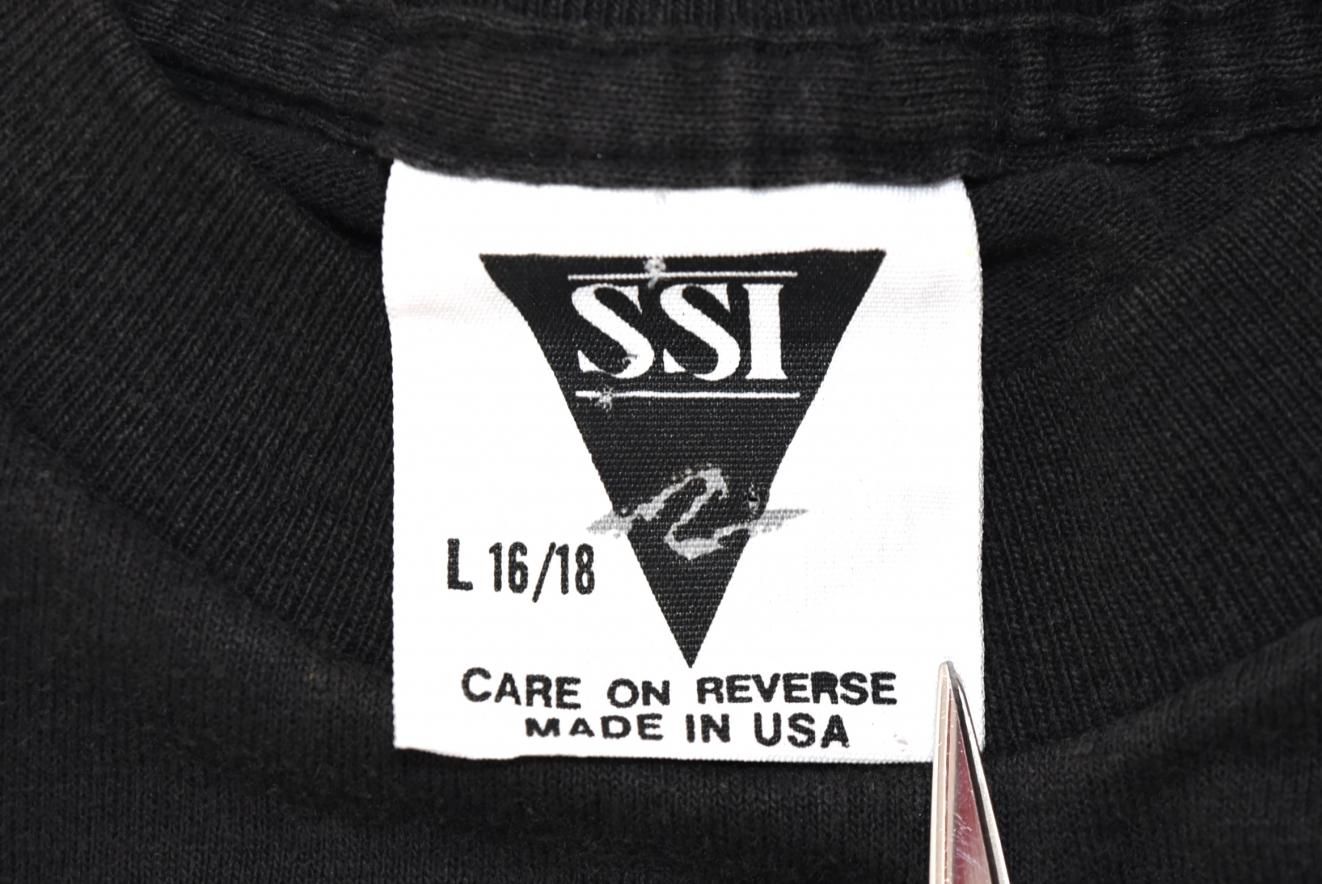 SSI
L 16/18
CARE ON REVERSE
MADE IN USA